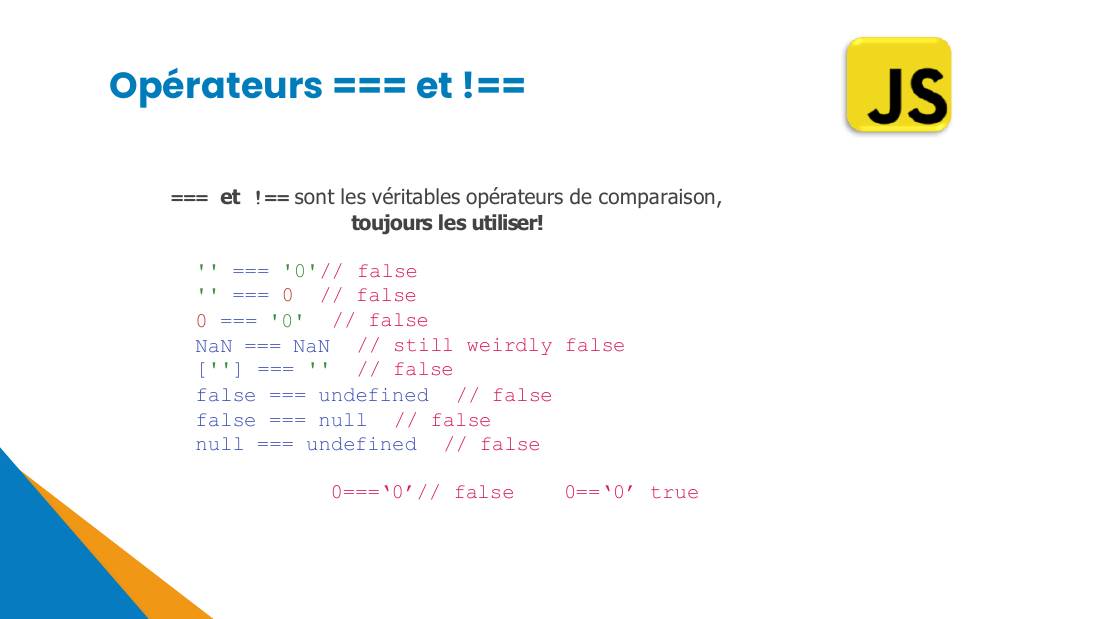 Opérateurs === et !==
JS
=== et !== sont les véritables opérateurs de comparaison,
toujours les utiliser!
'' === '0'// false
'' === 0 // false
0 === '0' // false
NaN === NaN // still weirdly false
[''] === '' // false
false === undefined // false
false === null // false
null === undefined // false
0===‘0’// false 0==‘0’ true